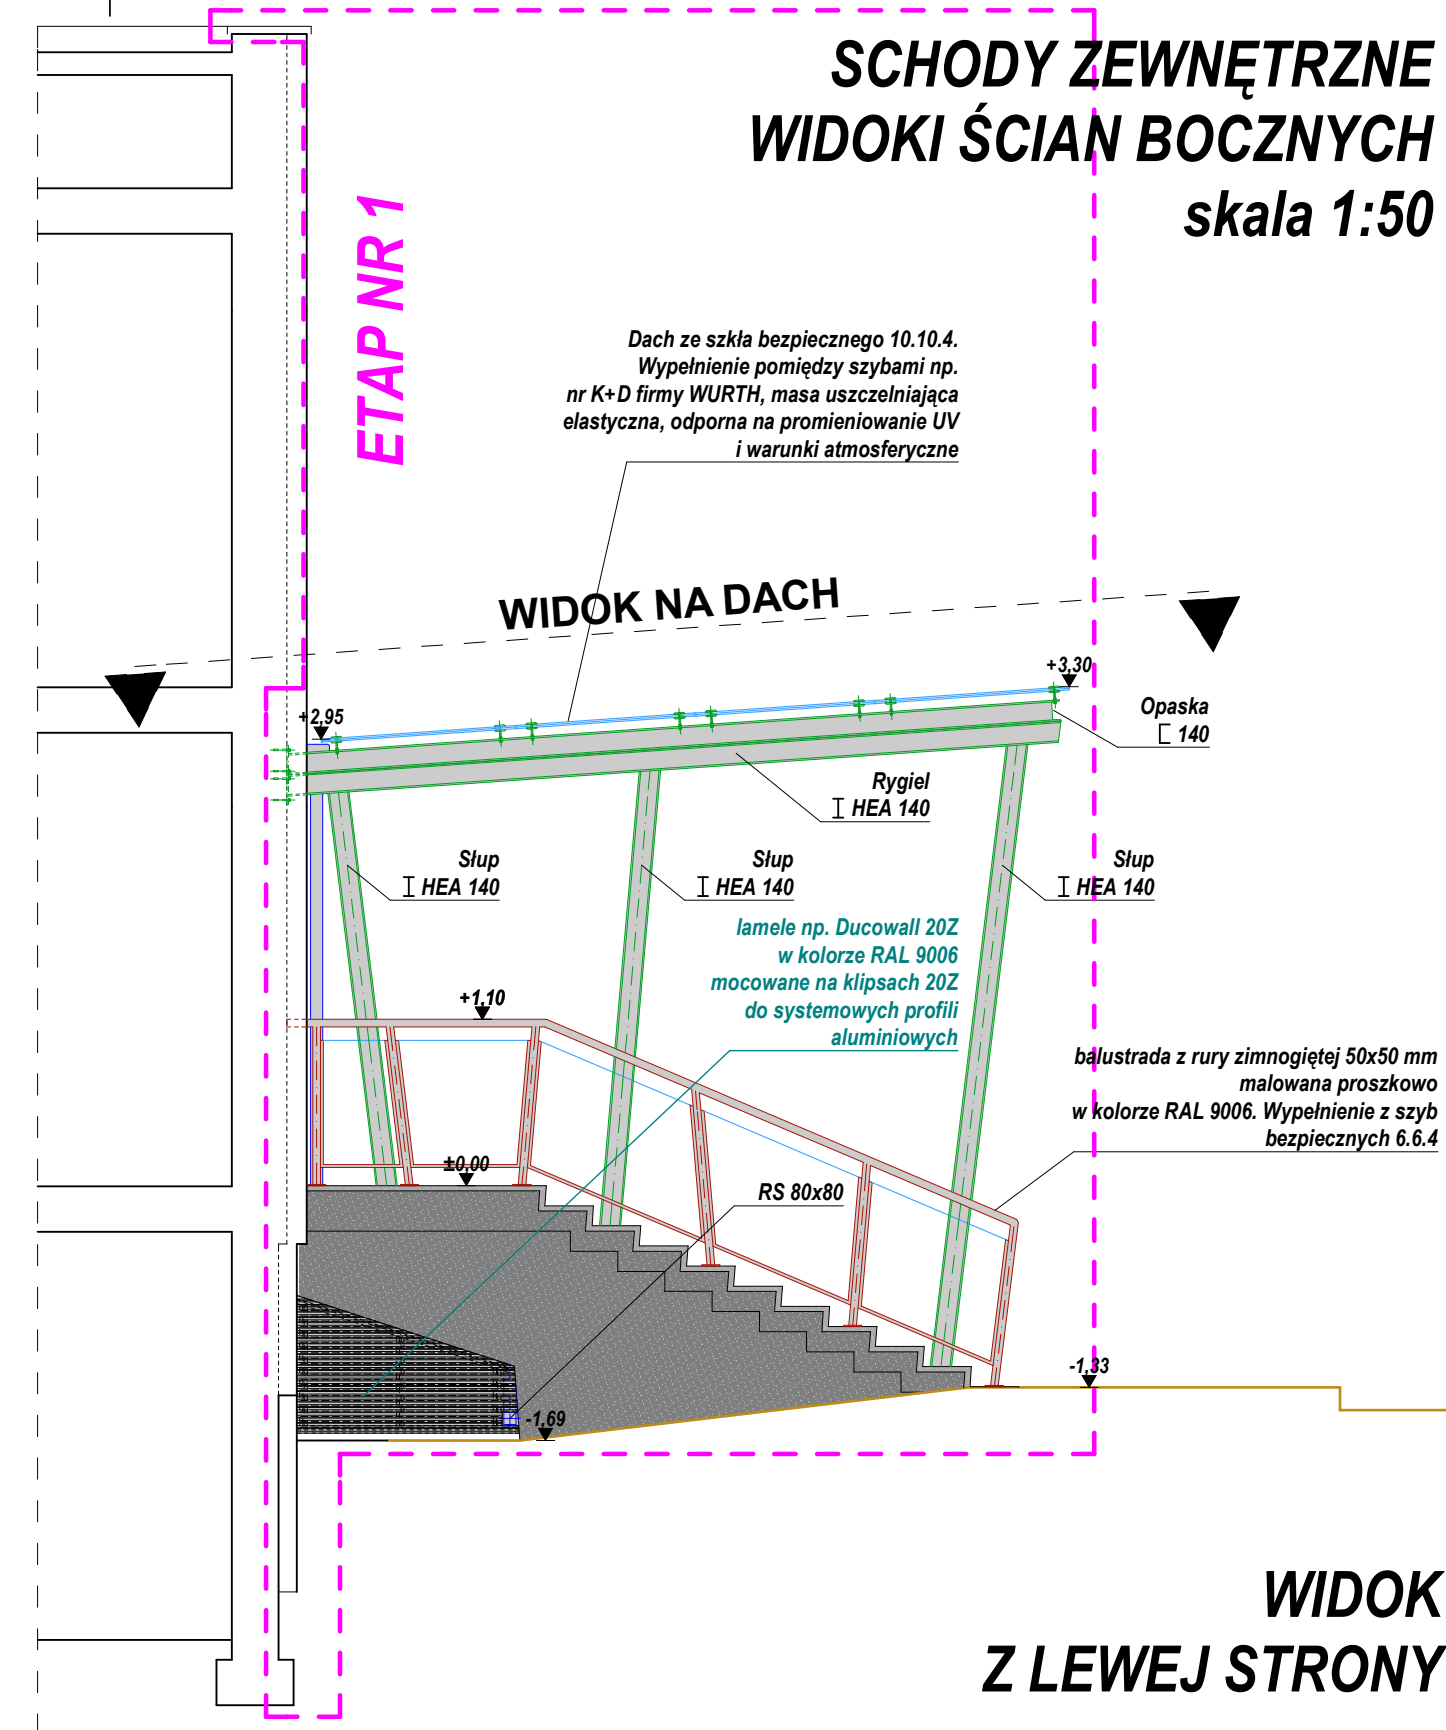 SCHODY ZEWNĘTRZNE
WIDOKI ŚCIAN BOCZNYCH
skala 1:50
ETAP NR 1
Dach ze szkła bezpiecznego 10.10.4.
Wypełnienie pomiędzy szybami np.
nr K+D firmy WURTH, masa uszczelniająca
elastyczna, odporna na promieniowanie UV
i warunki atmosferyczne
WIDOK NA DACH
+3,30
+2,95
Opaska
140
Rygiel
HEA 140
Słup
HEA 140
Słup
HEA 140
Słup
HEA 140
lamele np. Ducowall 20Z
w kolorze RAL 9006
mocowane na klipsach 20Z
do systemowych profili
aluminiowych
+1,10
balustrada z rury zimnogiętej 50x50 mm
malowana proszkowo
w kolorze RAL 9006. Wypełnienie z szyb
bezpiecznych 6.6.4
±0,00
RS 80x80
-1,33
-1,69
WIDOK
Z LEWEJ STRONY